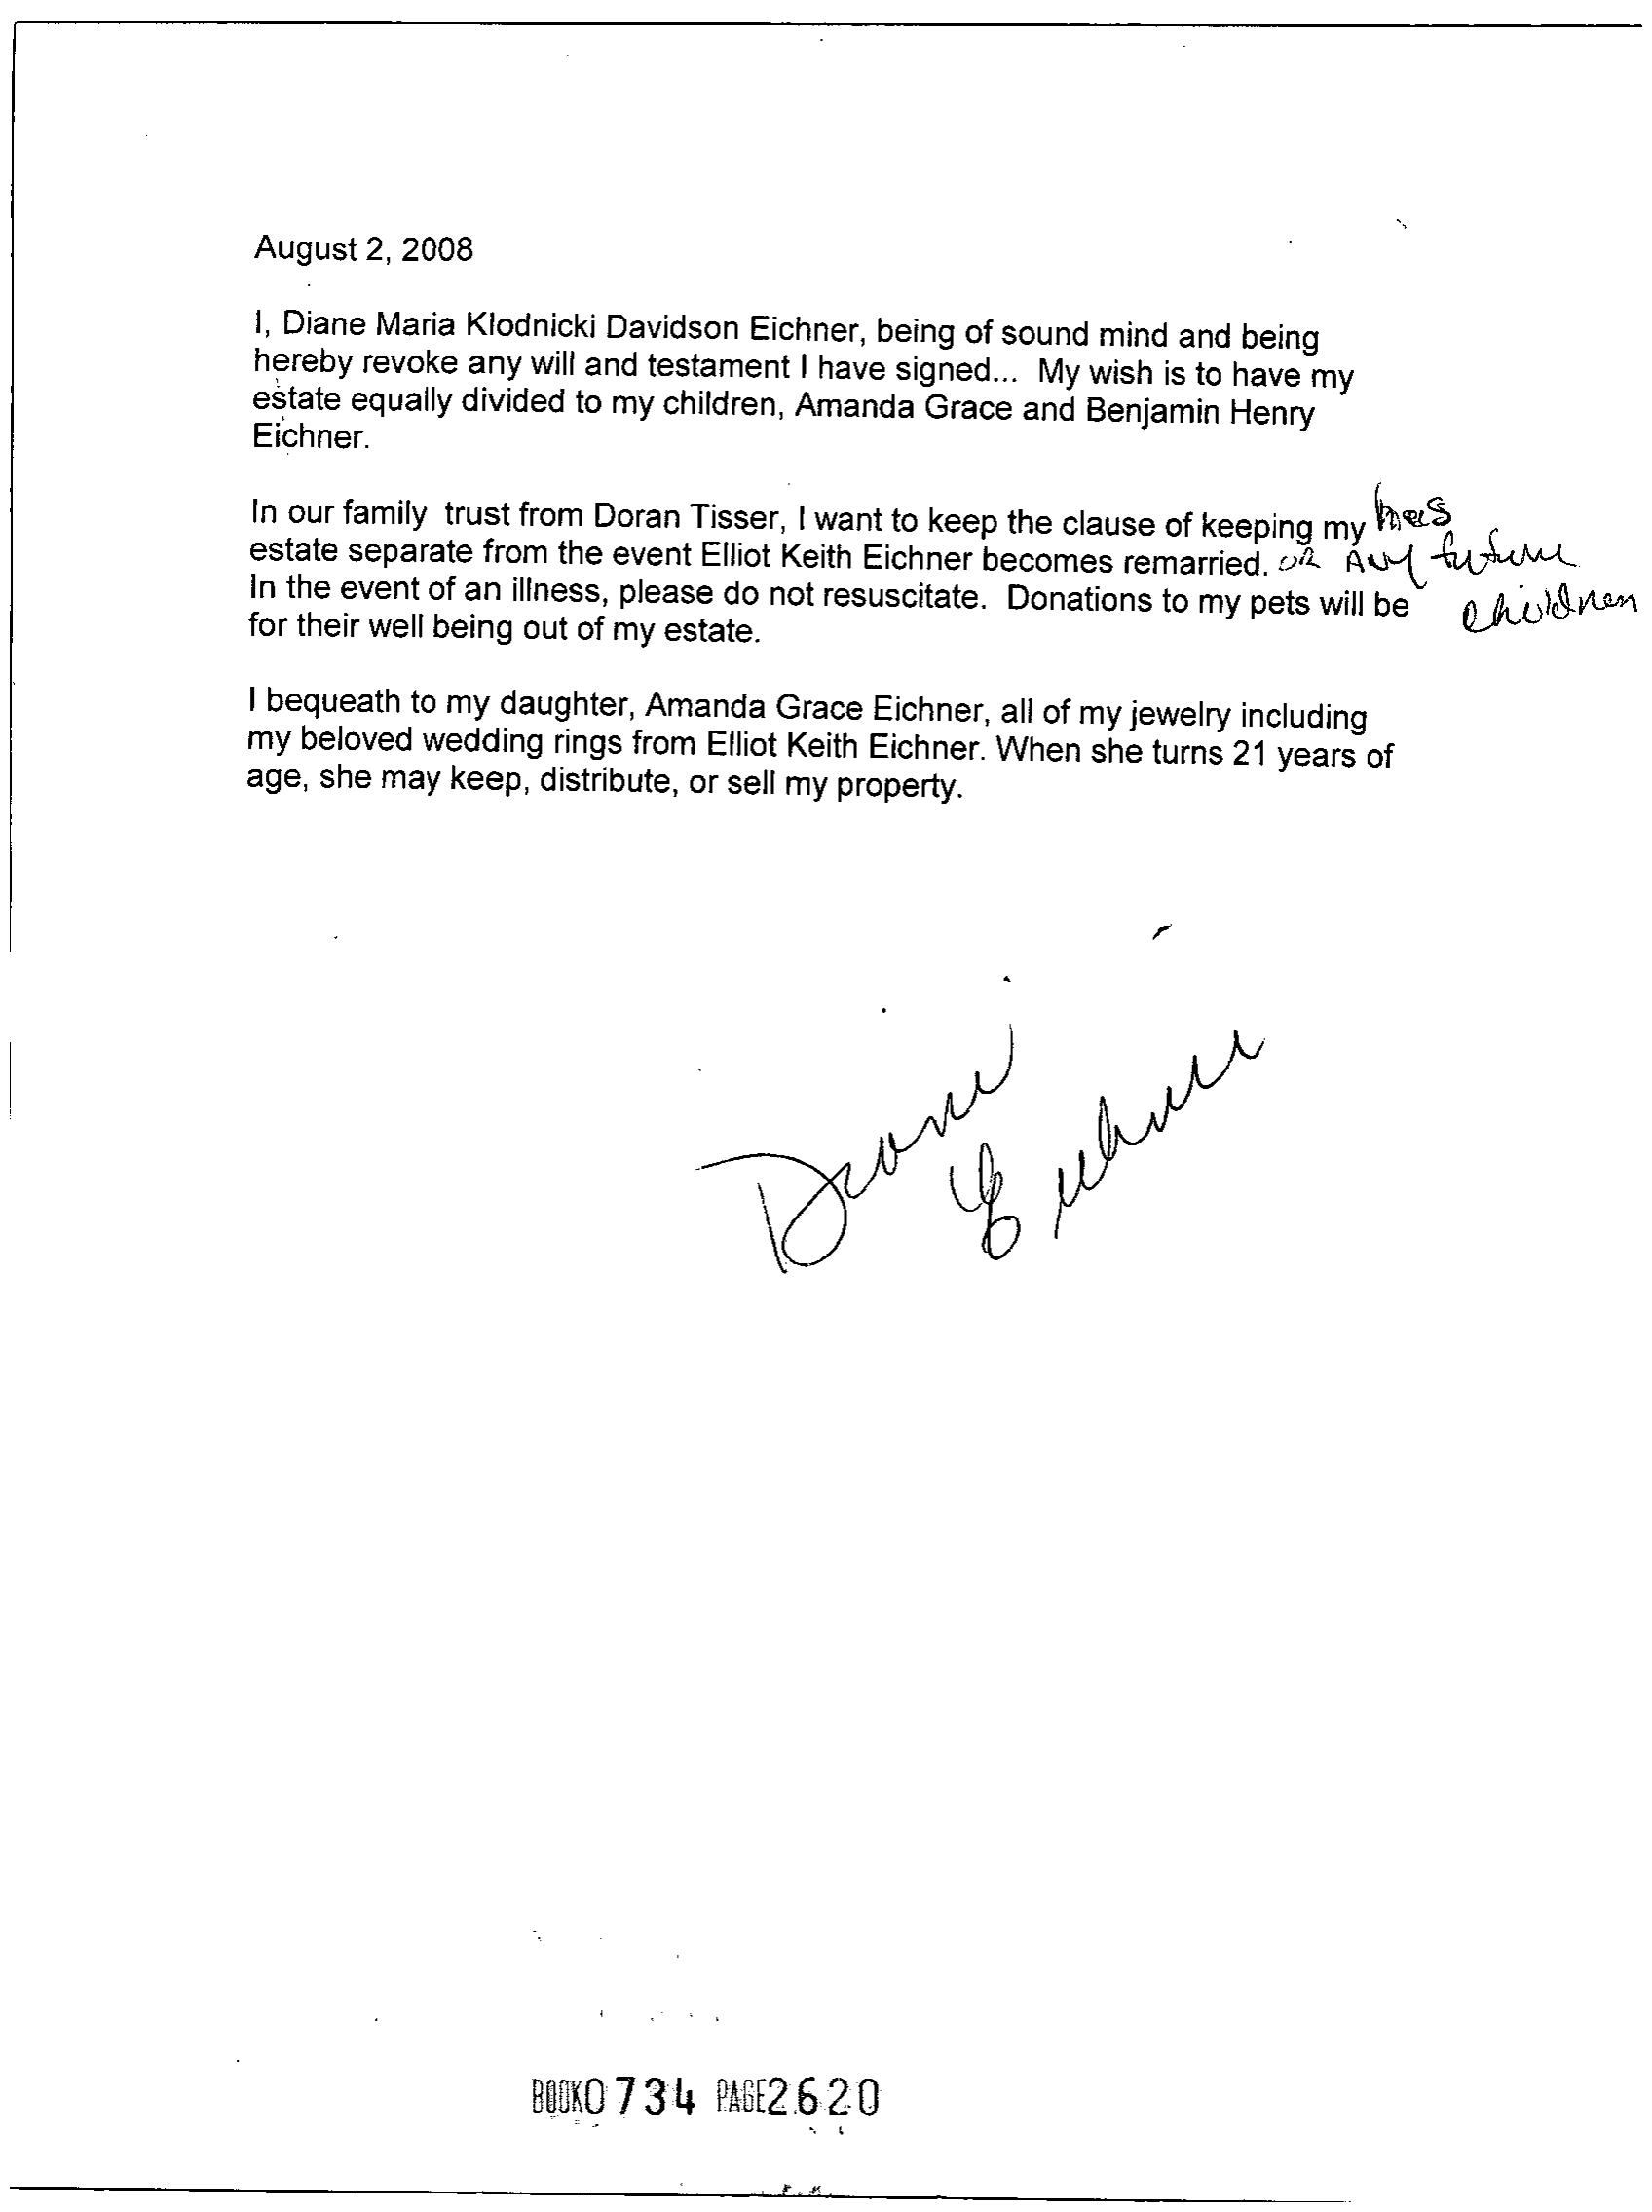 August 2, 2008
I, Diane Maria Klodnicki Davidson Eichner, being of sound mind and being
hereby revoke any will and testament I have signed... My wish is to have my
estate equally divided to my children, Amanda Grace and Benjamin Henry
Eichner.
In our family trust from Doran Tisser, I want to keep the clause of keeping my
estate separate from the event Elliot Keith Eichner becomes remarried. or Any future
children
In the event of an illness, please do not resuscitate. Donations to my pets will be
for their well being out of my estate.
I bequeath to my daughter, Amanda Grace Eichner, all of my jewelry including
my beloved wedding rings from Elliot Keith Eichner. When she turns 21 years of
age, she may keep, distribute, or sell my property.
Diane
Eichner
BOOK0734 PAGE2620